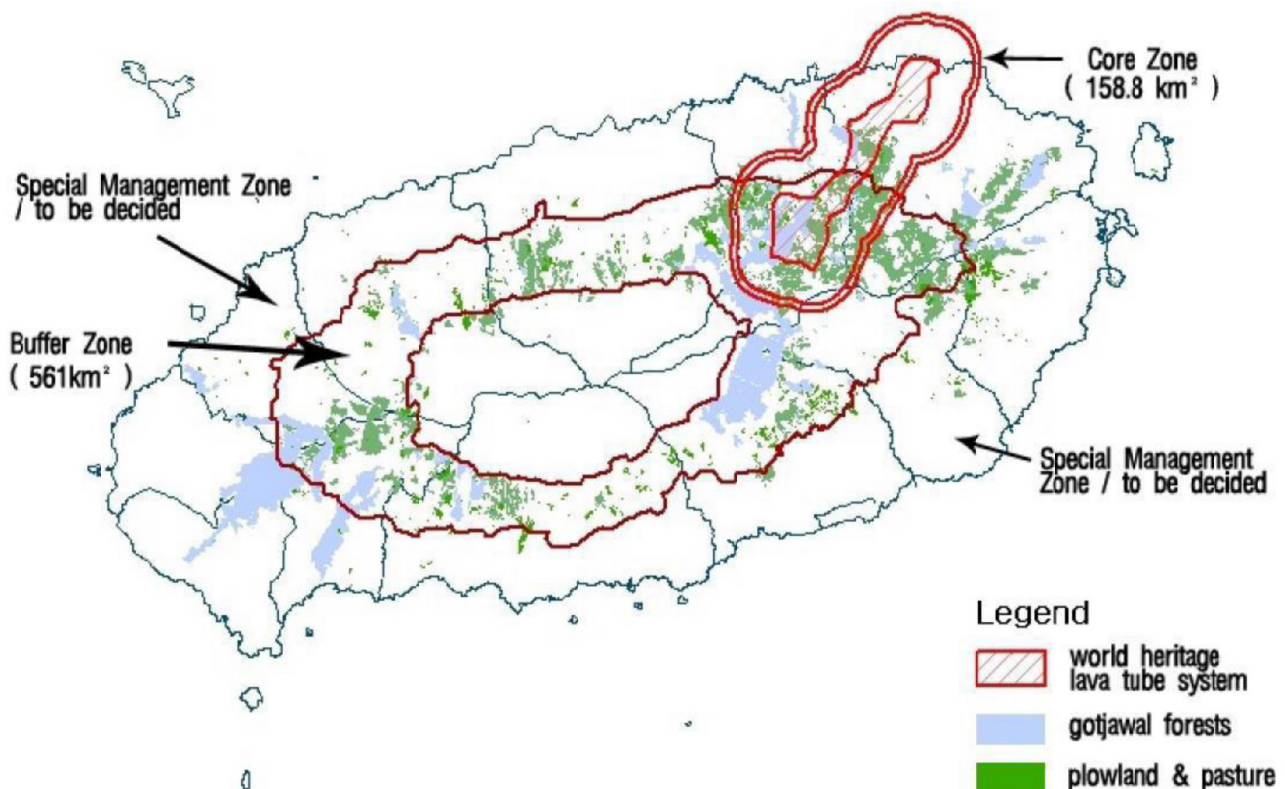 Core Zone
( 158.8 km² )
Special Management Zone
/ to be decided
Buffer Zone
( 561km² )
Special Management
Zone / to be decided
Legend
world heritage
lava tube system
gotjawal forests
plowland & pasture